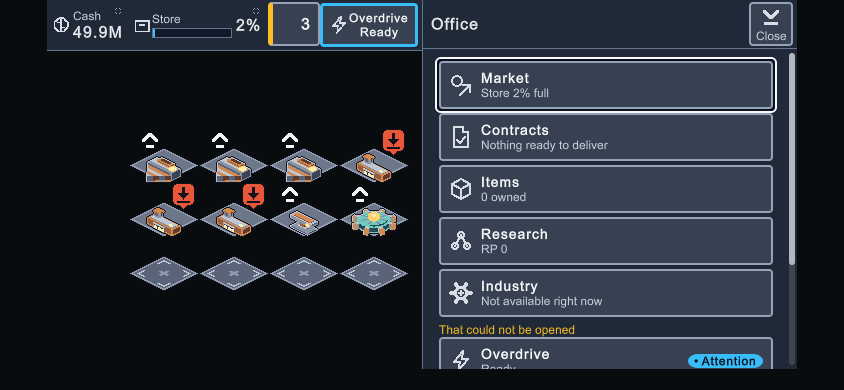 Cash
49.9M
Store
2%
3
Overdrive
Ready
Office
Close
Market
Store 2% full
Contracts
Nothing ready to deliver
Items
0 owned
Research
RP 0
Industry
Not available right now
That could not be opened
Overdrive
Ready
• Attention